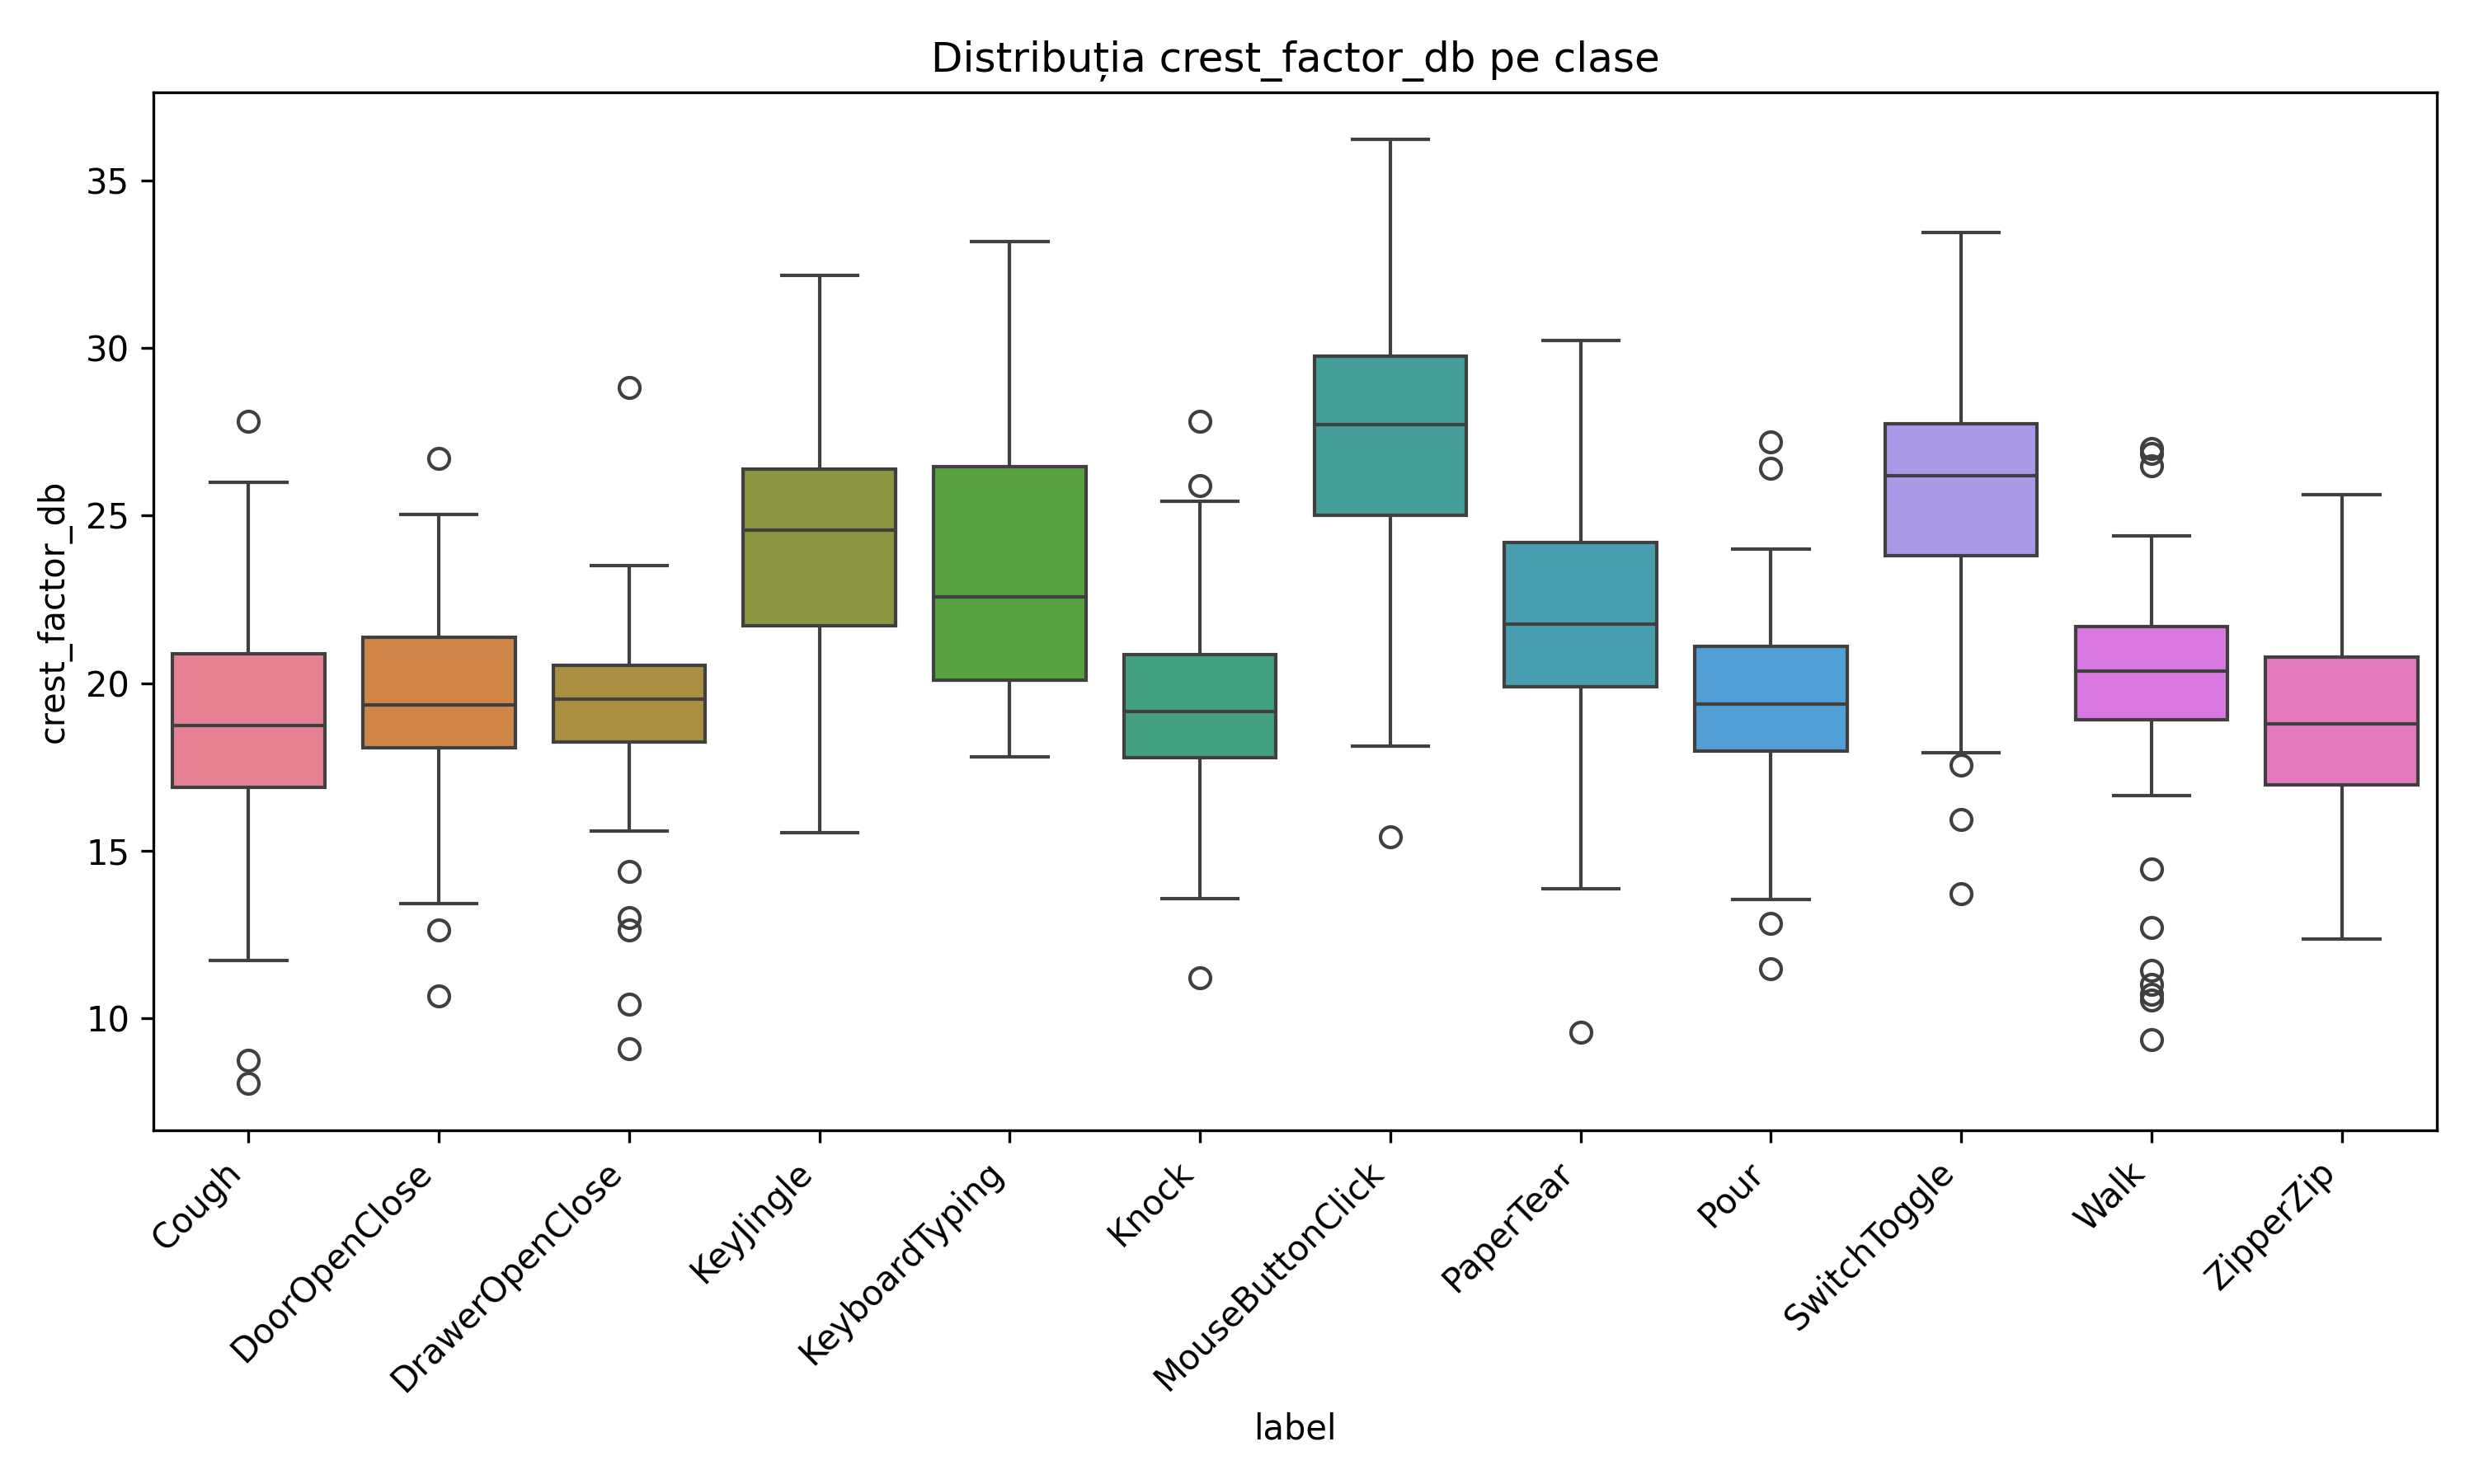 Distribuția crest_factor_db pe clase
crest_factor_db
35
30
25
20
15
10
Cough
DoorOpenClose
DrawerOpenClose
KeyJingle
KeyboardTyping
Knock
MouseButtonClick
PaperTear
Pour
SwitchToggle
Walk
ZipperZip
label